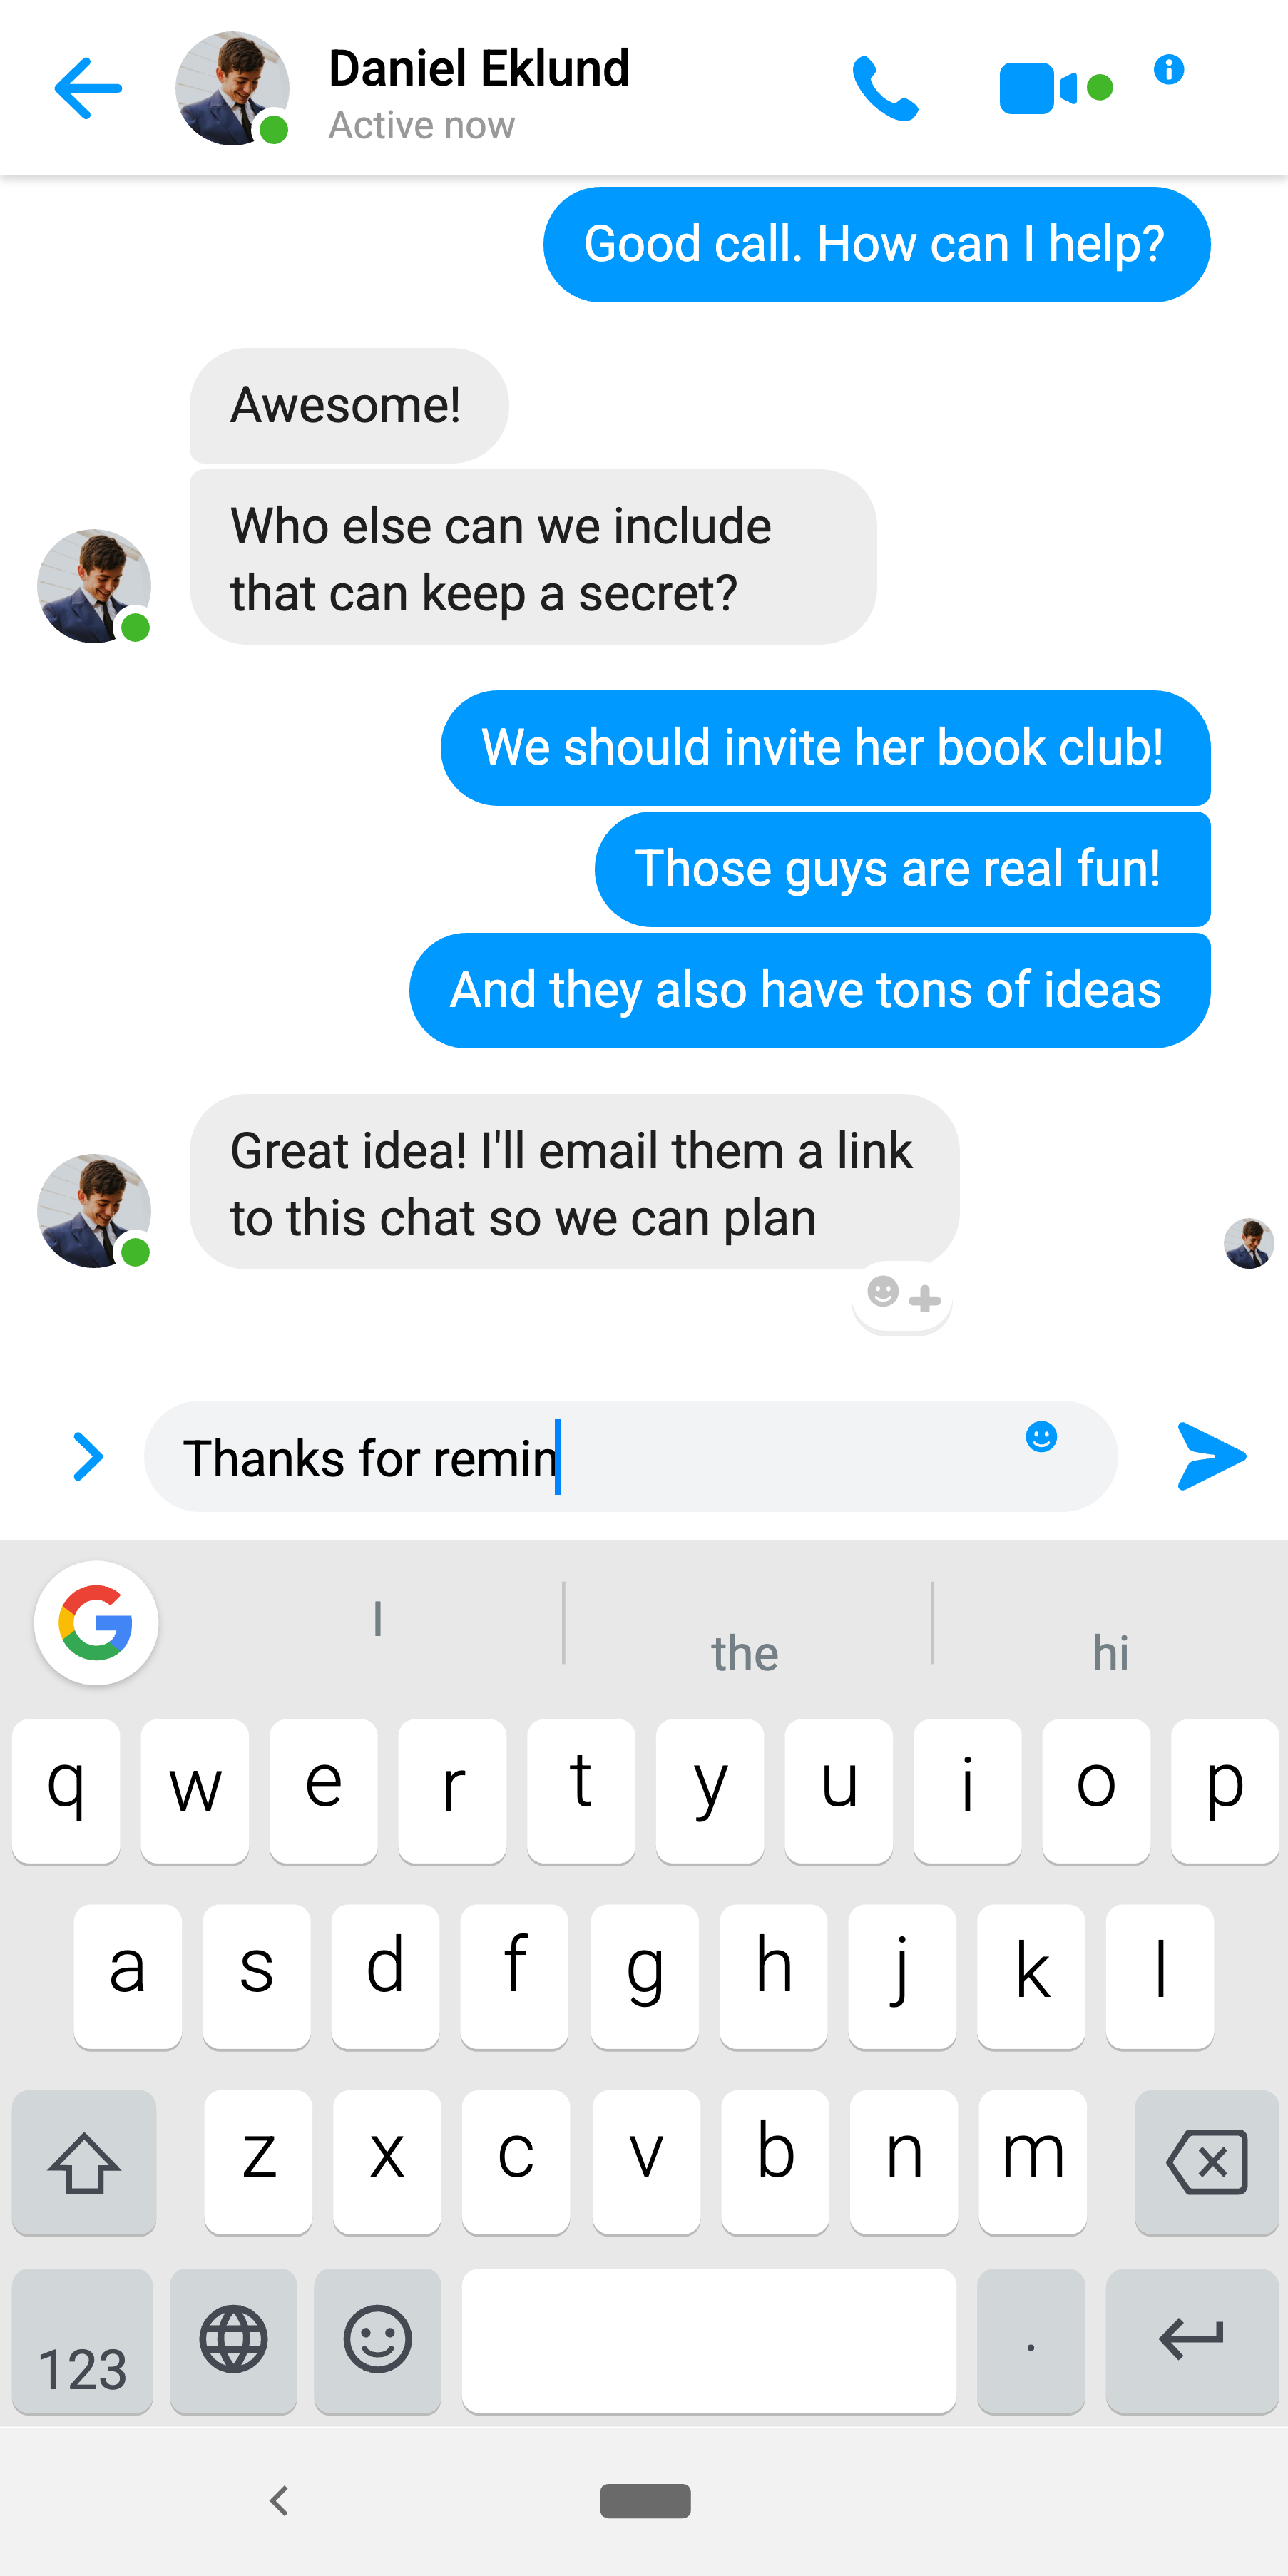 Daniel Eklund
Active now
Good call. How can I help?
Awesome!
Who else can we include
that can keep a secret?
We should invite her book club!
Those guys are real fun!
And they also have tons of ideas
Great idea! I'll email them a link
to this chat so we can plan
Thanks for remin
G I the hi
q w e r t y u i o p
a s d f g h j k l
z x c v b n m
123 .